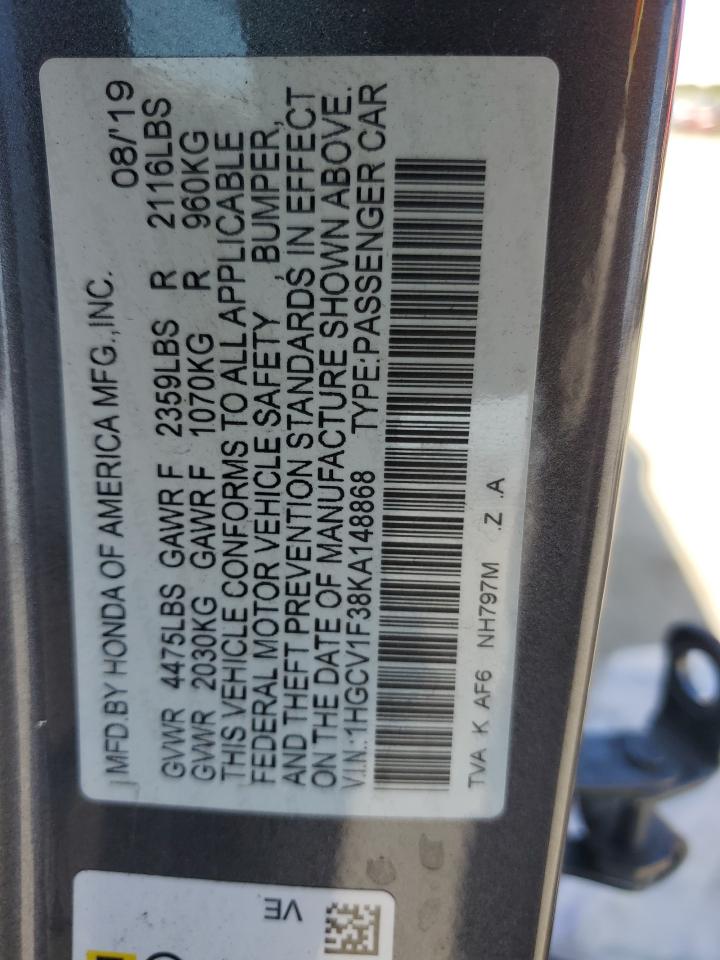 MFD.BY HONDA OF AMERICA MFG.,INC. 08/'19
GVWR 4475LBS GAWR F 2359LBS R 2116LBS
GVWR 2030KG GAWR F 1070KG R 960KG
THIS VEHICLE CONFORMS TO ALL APPLICABLE
FEDERAL MOTOR VEHICLE SAFETY , BUMPER,
AND THEFT PREVENTION STANDARDS IN EFFECT
ON THE DATE OF MANUFACTURE SHOWN ABOVE.
V.I.N.:1HGCV1F38KA148868 TYPE:PASSENGER CAR
TVA K AF6 NH797M .Z .A
VE